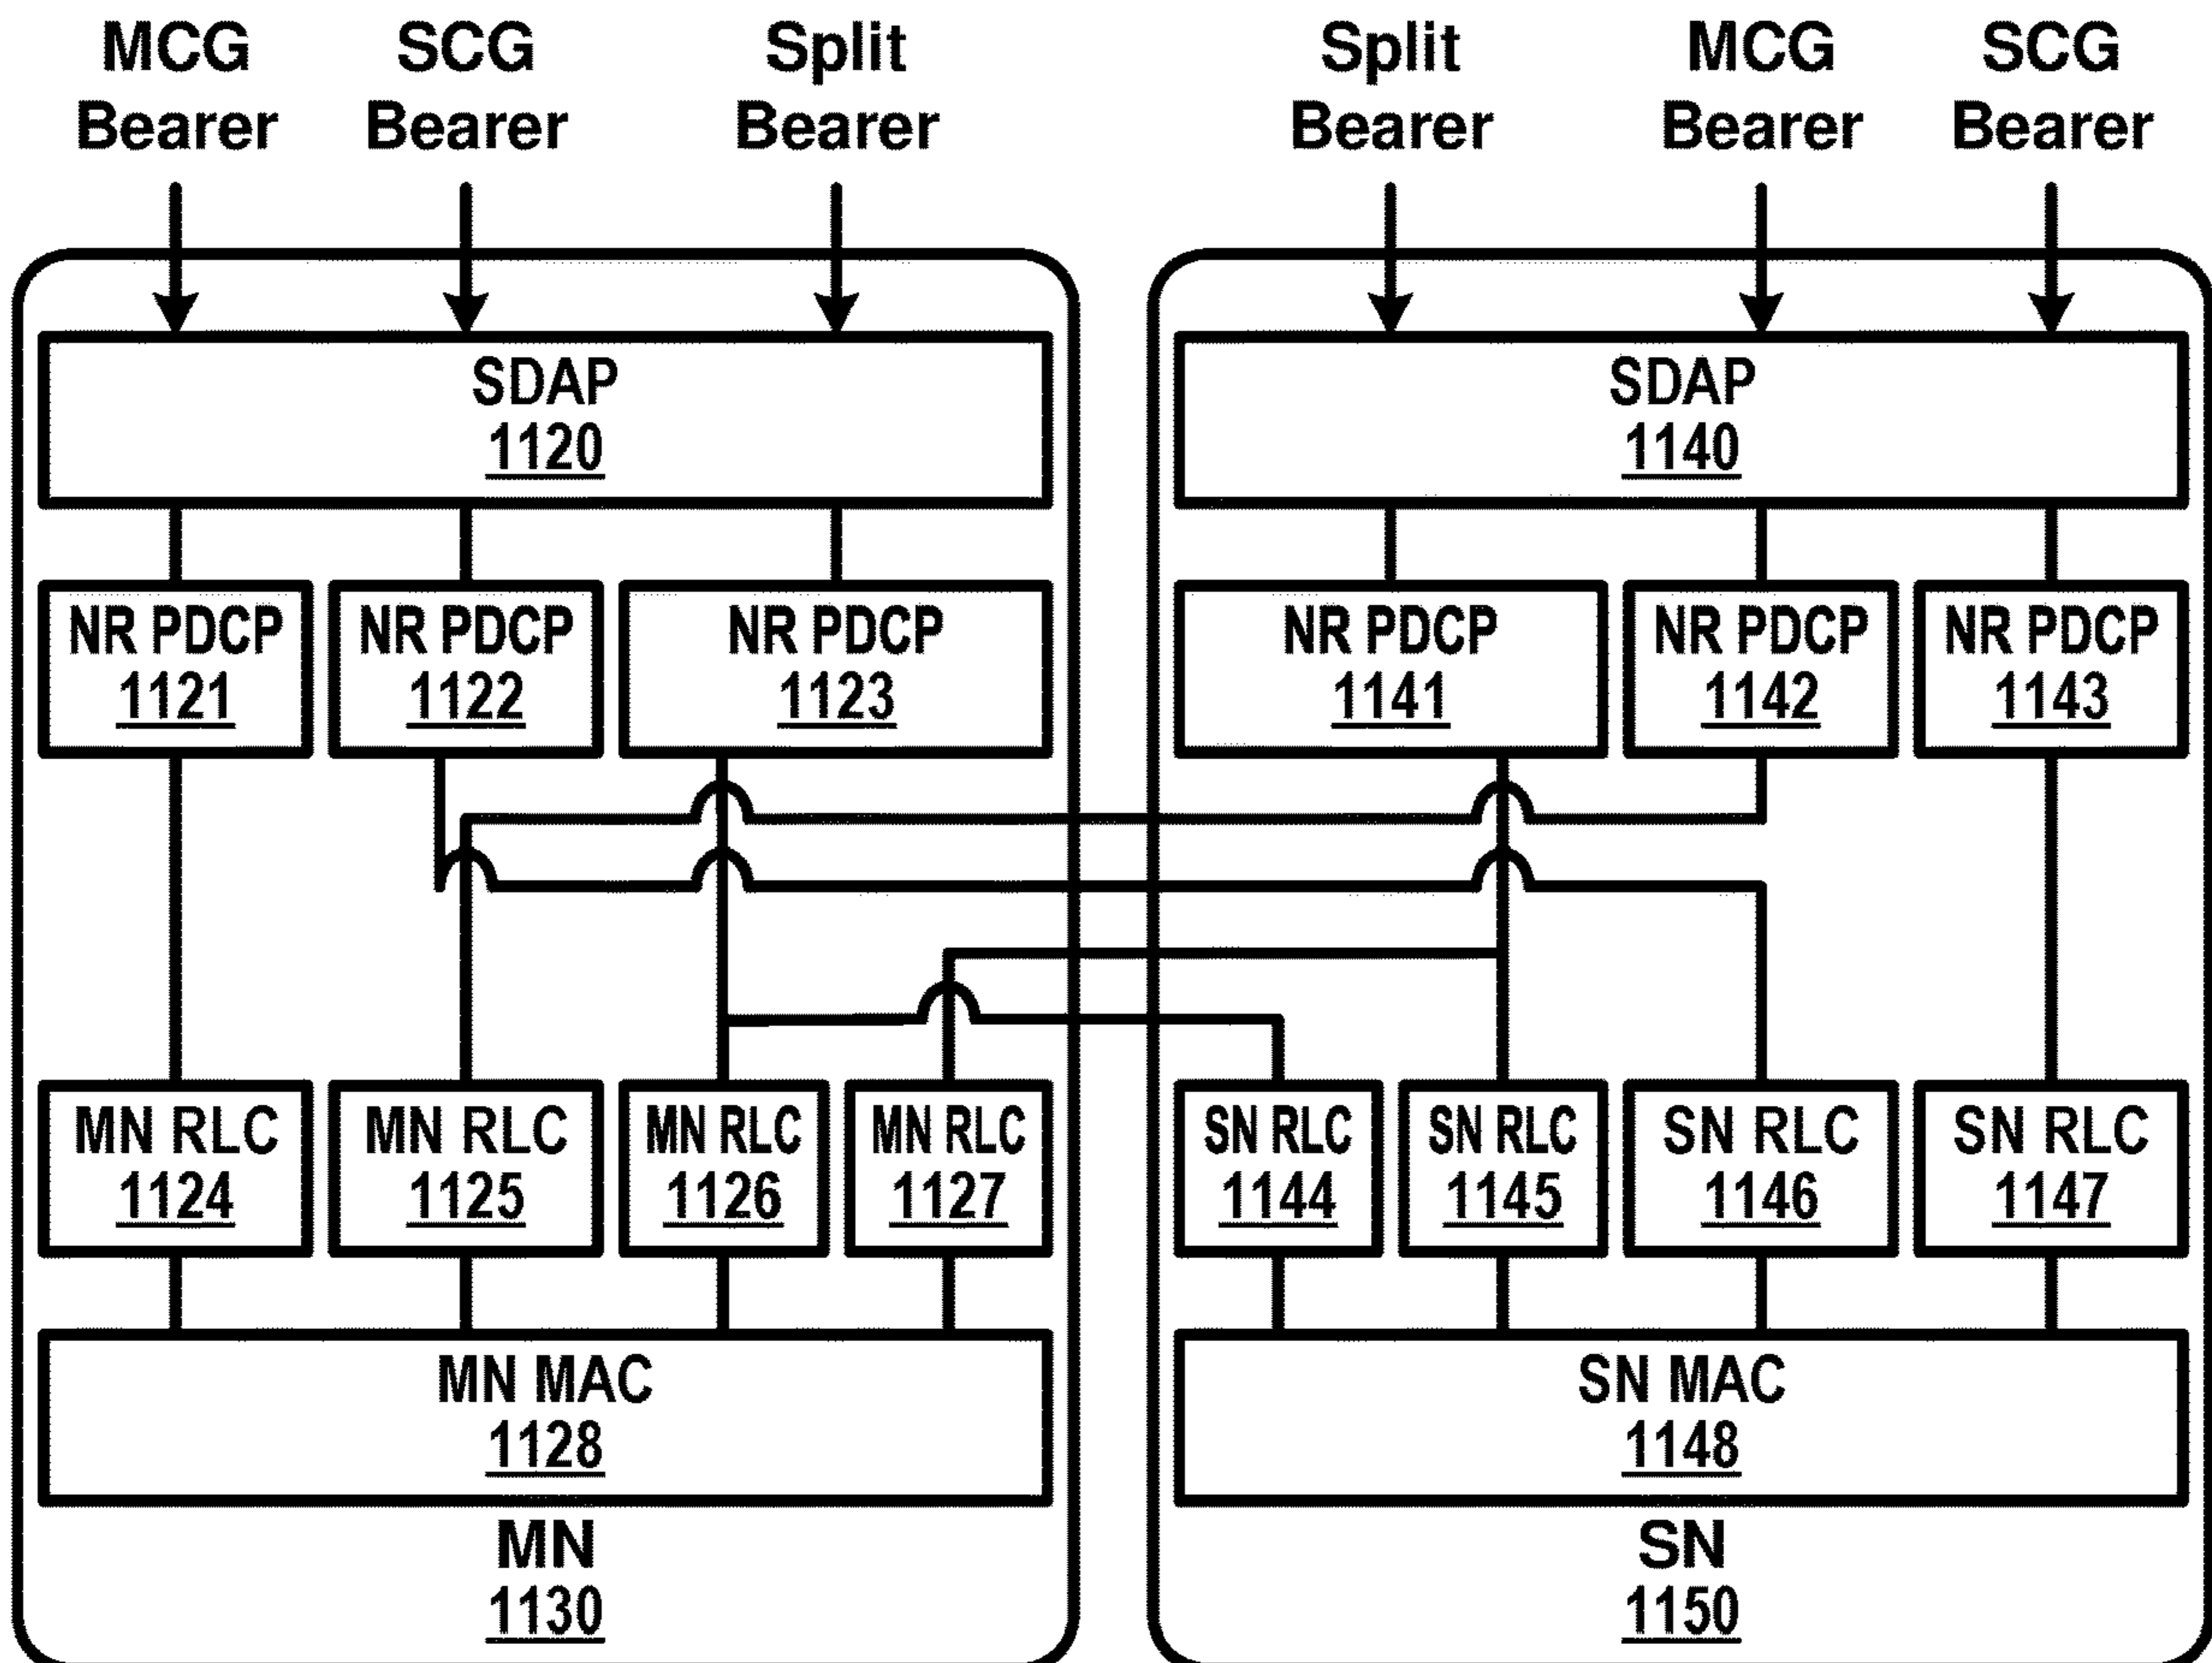 MCG
Bearer
SCG
Bearer
Split
Bearer
Split
Bearer
MCG
Bearer
SCG
Bearer
SDAP
1120
SDAP
1140
NR PDCP
1121
NR PDCP
1122
NR PDCP
1123
NR PDCP
1141
NR PDCP
1142
NR PDCP
1143
MN RLC
1124
MN RLC
1125
MN RLC
1126
MN RLC
1127
SN RLC
1144
SN RLC
1145
SN RLC
1146
SN RLC
1147
MN MAC
1128
SN MAC
1148
MN
1130
SN
1150